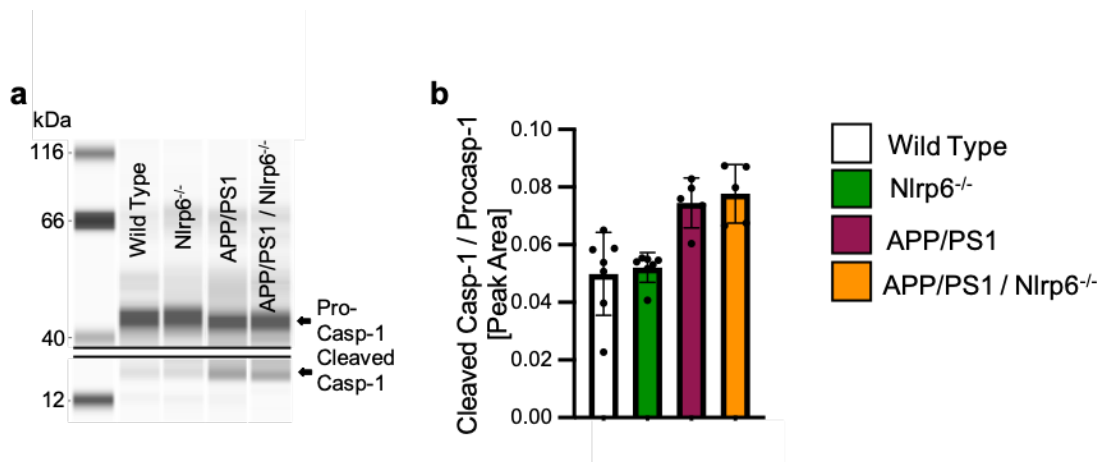 a
kDa
116
66
40
12
Wild Type
Nlrp6-/-
APP/PS1
APP/PS1 / Nlrp6-/-
Pro-
Casp-1
Cleaved
Casp-1
b
Cleaved Casp-1 / Procasp-1
[Peak Area]
0.10
0.08
0.06
0.04
0.02
0.00
Wild Type
Nlrp6-/-
APP/PS1
APP/PS1 / Nlrp6-/-